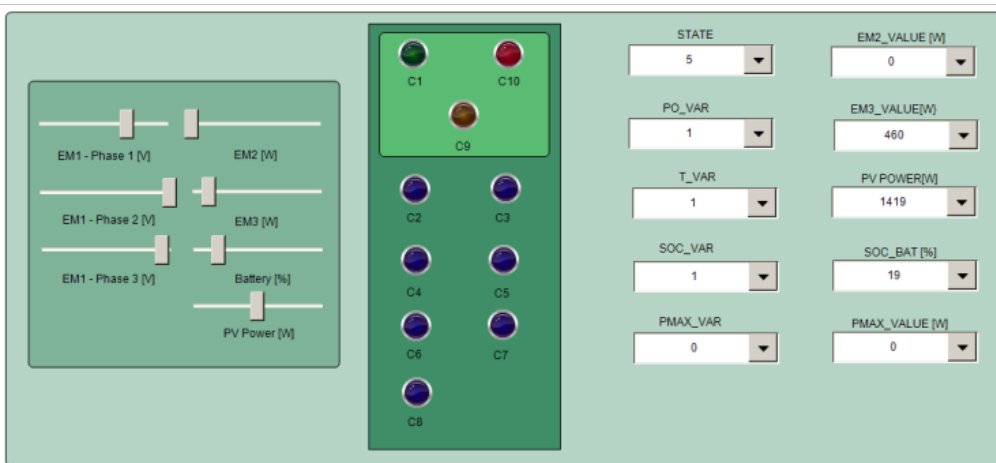 EM1 - Phase 1 [V]
EM2 [W]
EM1 - Phase 2 [V]
EM3 [W]
EM1 - Phase 3 [V]
Battery [%]
PV Power [W]
C1
C10
C9
C2
C3
C4
C5
C6
C7
C8
STATE
5
PO_VAR
1
T_VAR
1
SOC_VAR
1
PMAX_VAR
0
EM2_VALUE [W]
0
EM3_VALUE[W]
460
PV POWER[W]
1419
SOC_BAT [%]
19
PMAX_VALUE [W]
0